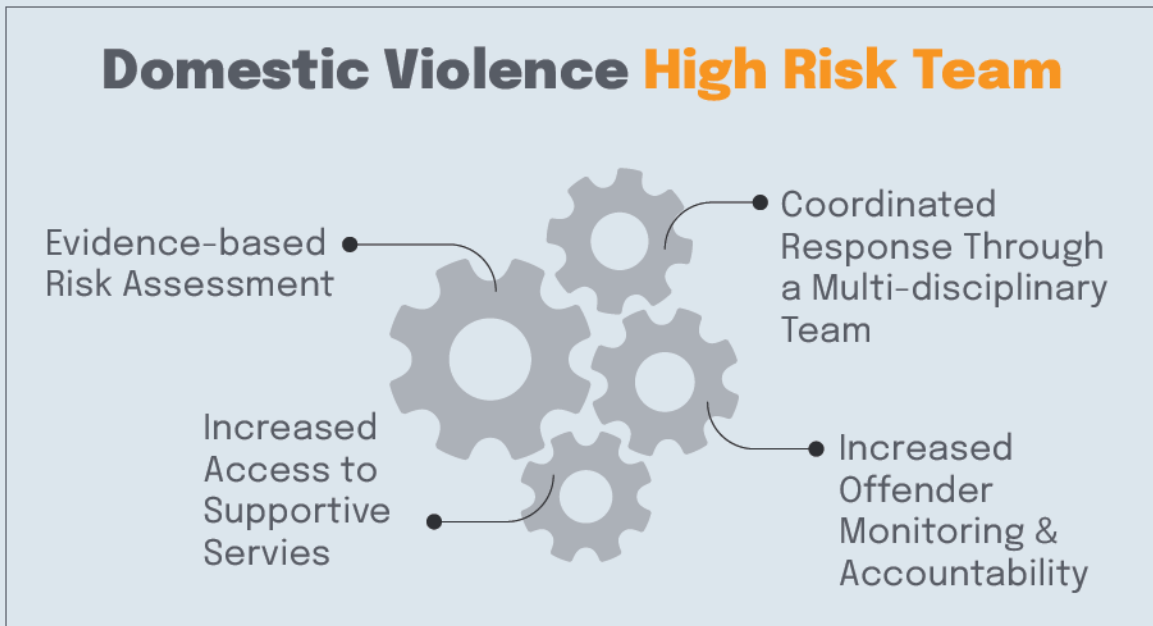 Domestic Violence High Risk Team
Evidence-based
Risk Assessment
Coordinated
Response Through
a Multi-disciplinary
Team
Increased
Access to
Supportive
Servies
Increased
Offender
Monitoring &
Accountability